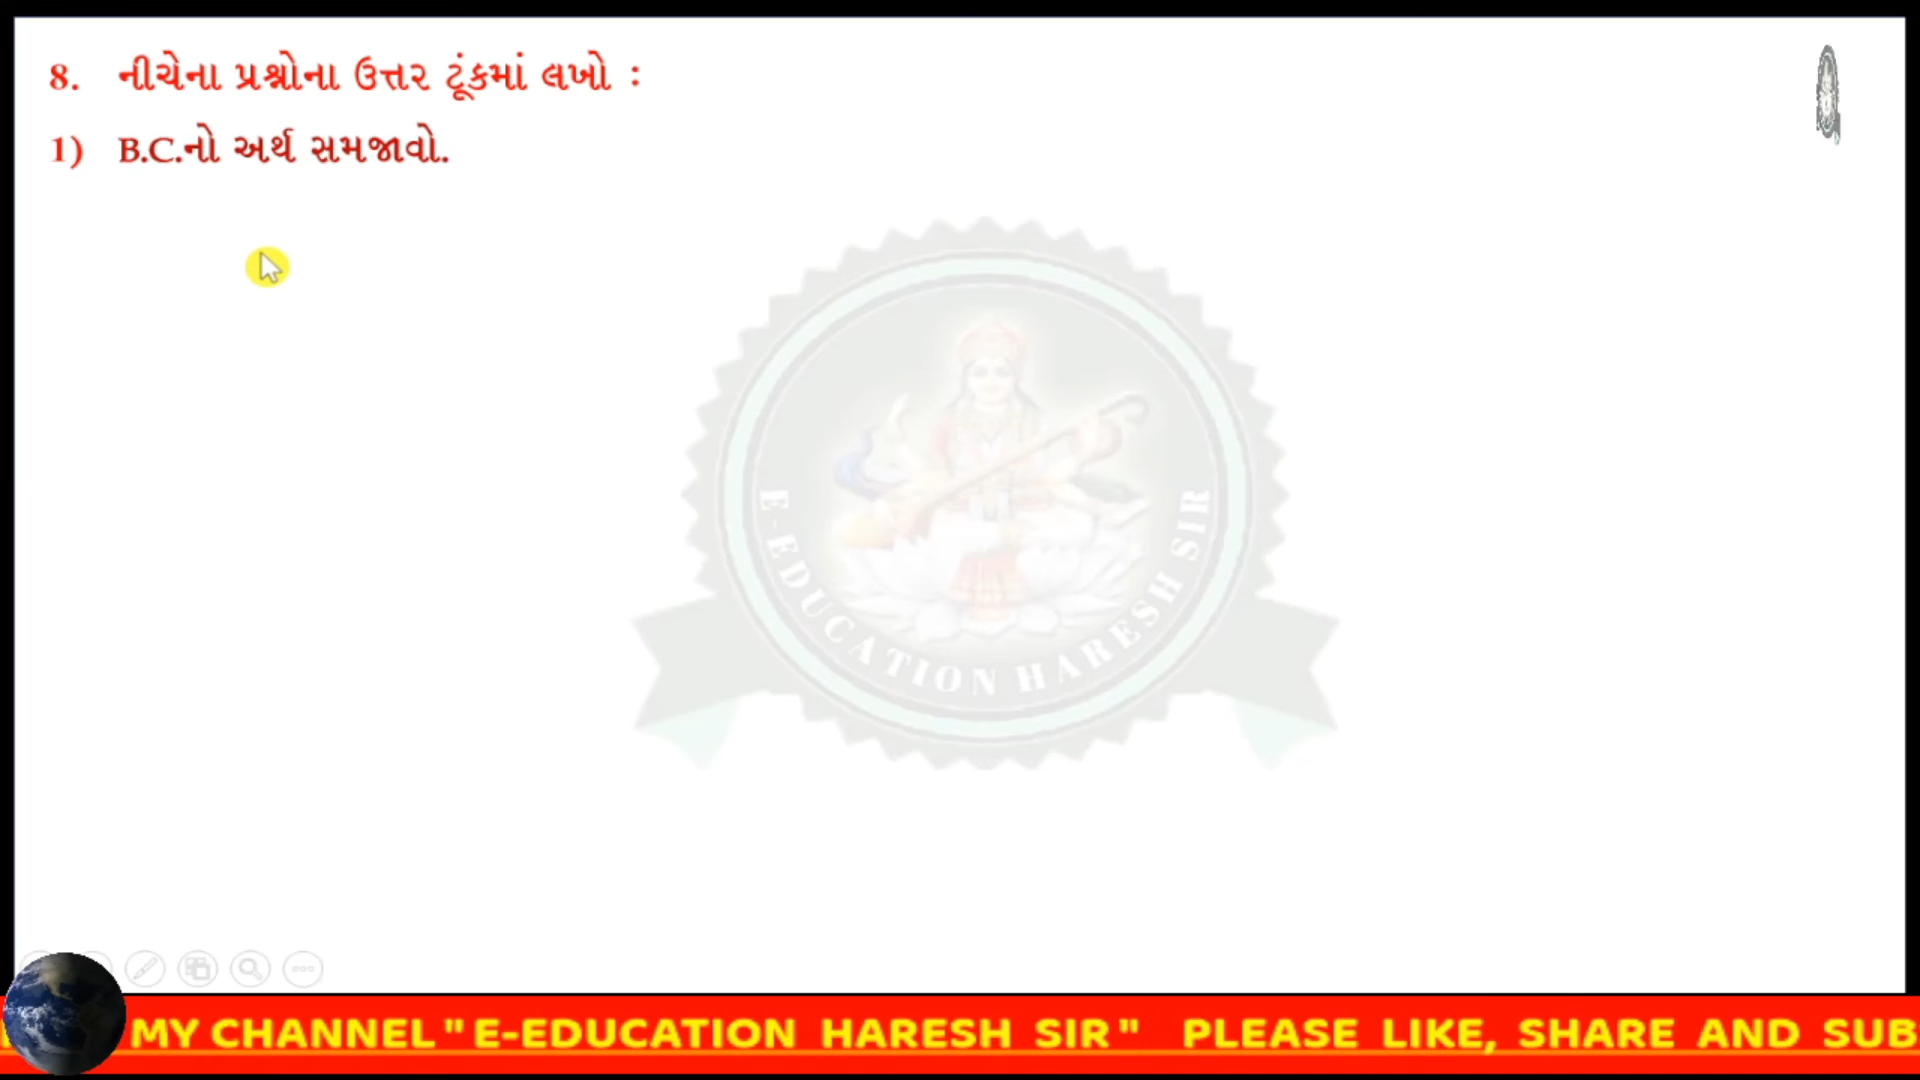 8. નીચેના પ્રશ્નોના ઉત્તર ટૂંકમાં લખો :
1) B.C.નો અર્થ સમજાવો.
E-EDUCATION HARESH SIR
MY CHANNEL "E-EDUCATION HARESH SIR" PLEASE LIKE, SHARE AND SUB